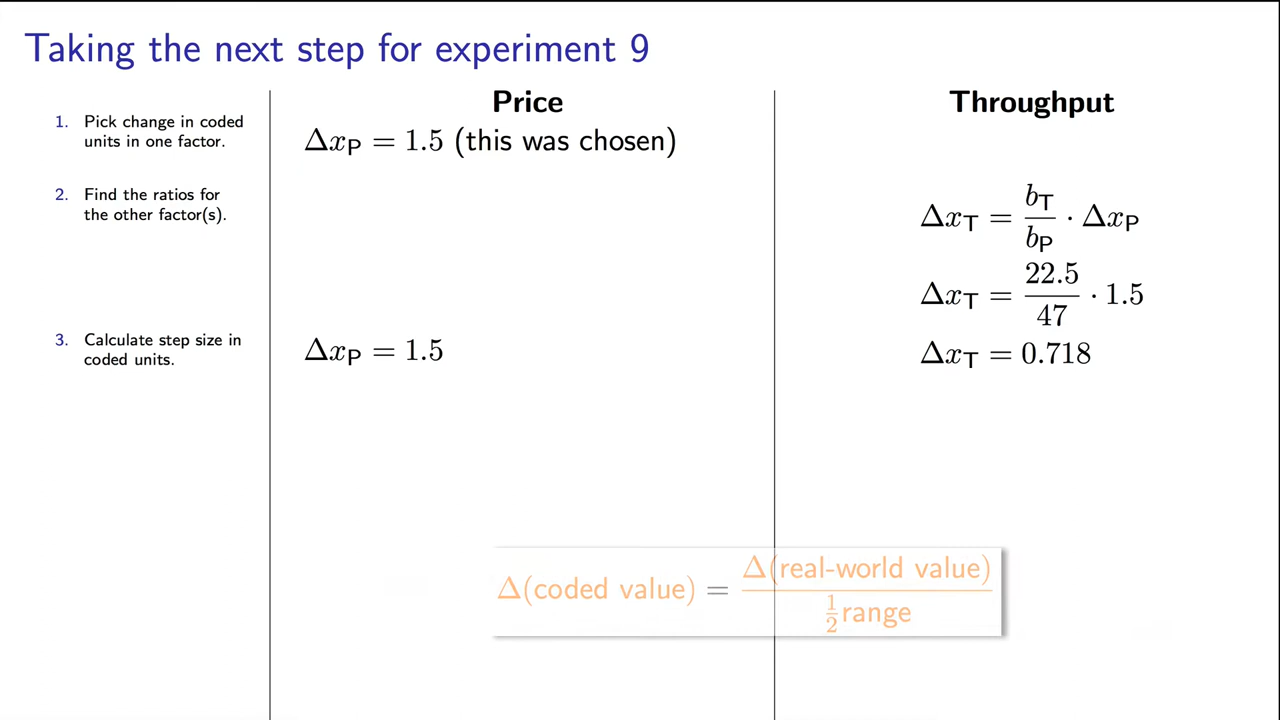 Taking the next step for experiment 9
1. Pick change in coded
units in one factor.
2. Find the ratios for
the other factor(s).
3. Calculate step size in
coded units.
Price
Δx_P = 1.5 (this was chosen)
Δx_P = 1.5
Throughput
Δx_T = b_T/b_P · Δx_P
Δx_T = 22.5/47 · 1.5
Δx_T = 0.718
Δ(coded value) = Δ(real-world value) / ½range